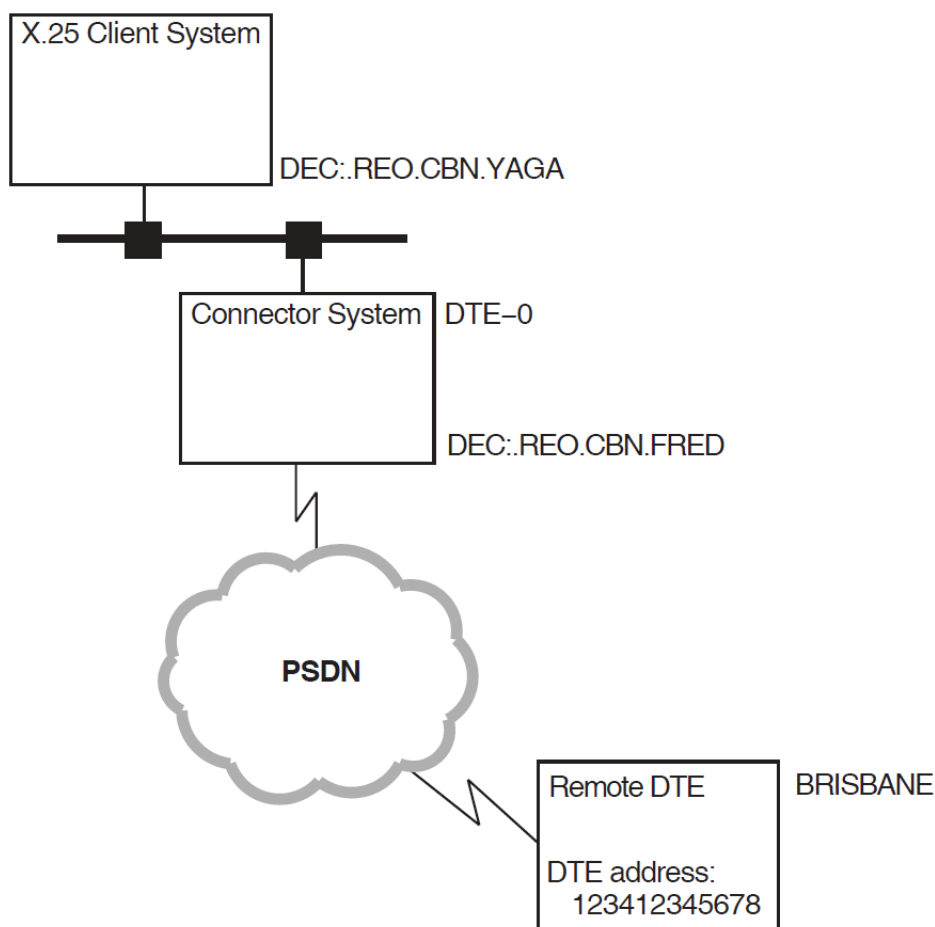 X.25 Client System
DEC:.REO.CBN.YAGA
Connector System
DTE–0
DEC:.REO.CBN.FRED
PSDN
Remote DTE
BRISBANE
DTE address:
123412345678